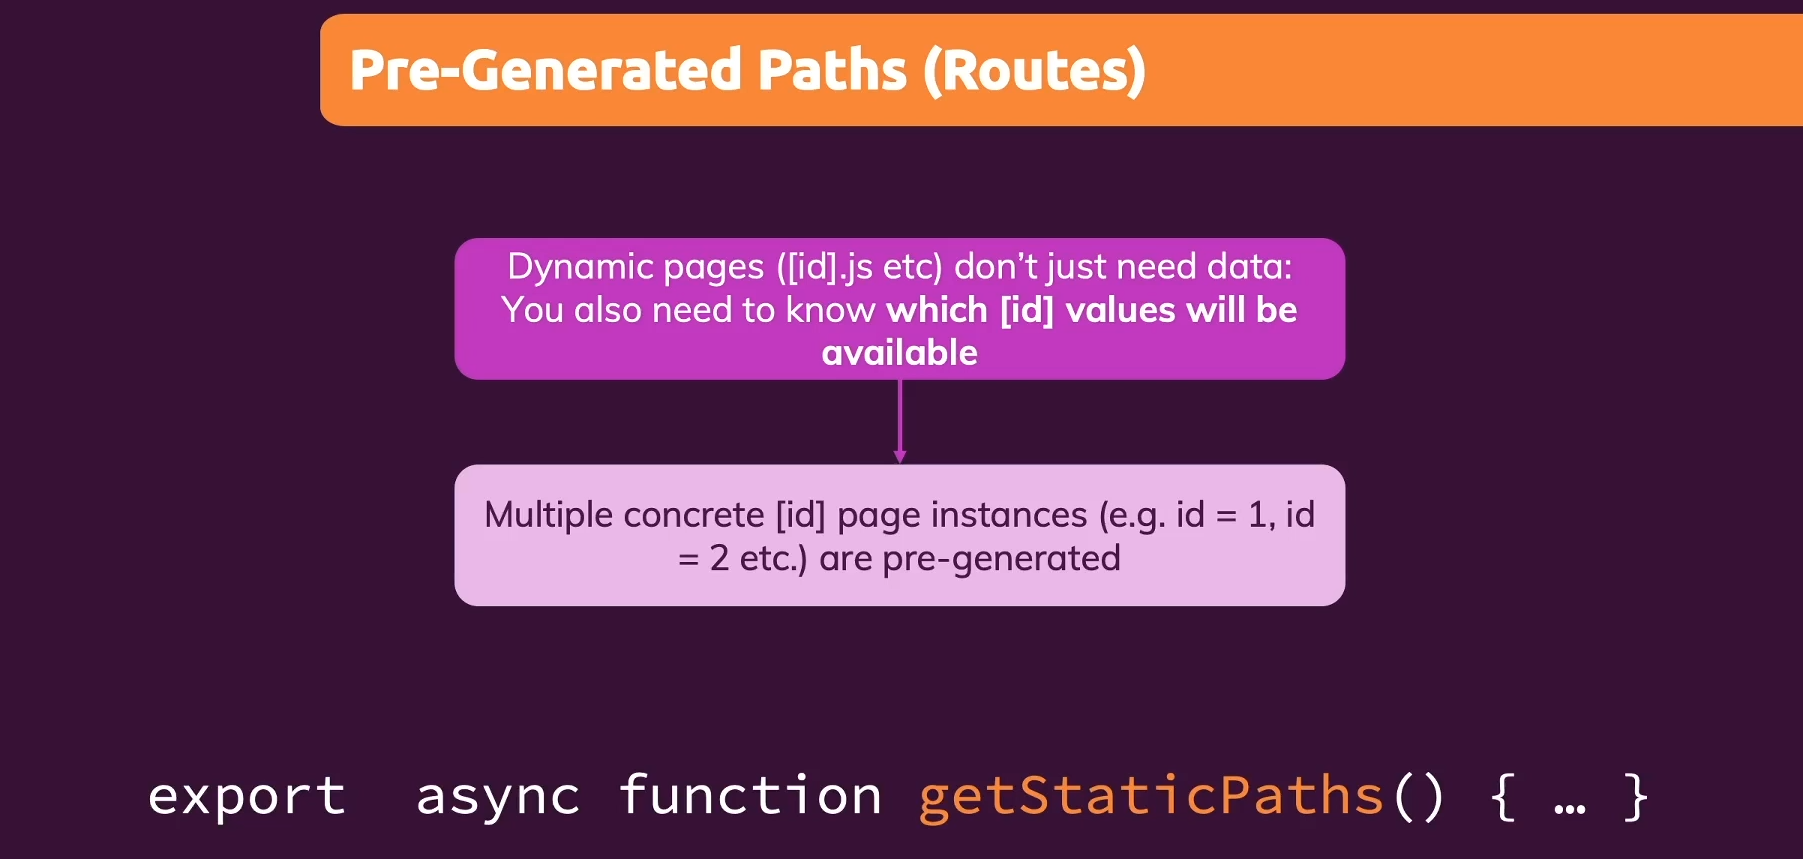 Pre-Generated Paths (Routes)
Dynamic pages ([id].js etc) don’t just need data:
You also need to know which [id] values will be
available
Multiple concrete [id] page instances (e.g. id = 1, id
= 2 etc.) are pre-generated
export  async function getStaticPaths() { … }